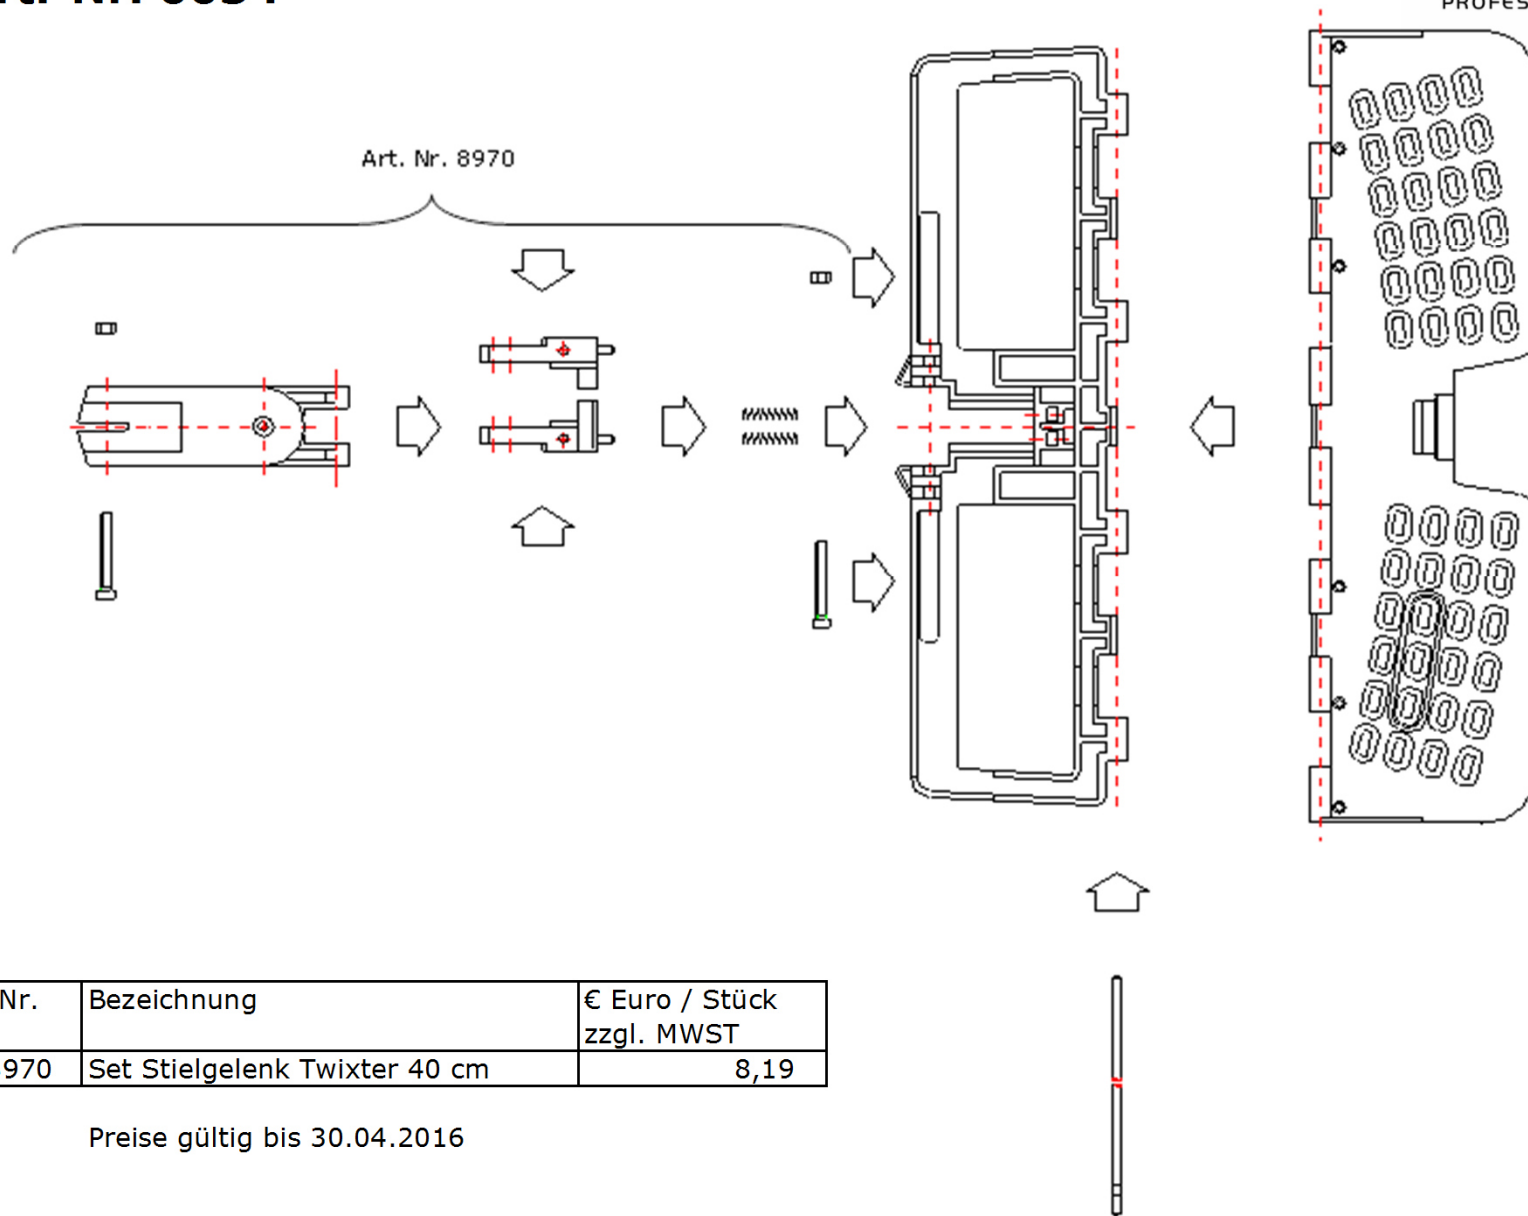 Art. Nr. 8970
Nr.
Bezeichnung
€ Euro / Stück
zzgl. MWST
970
Set Stielgelenk Twixter 40 cm
8,19
Preise gültig bis 30.04.2016